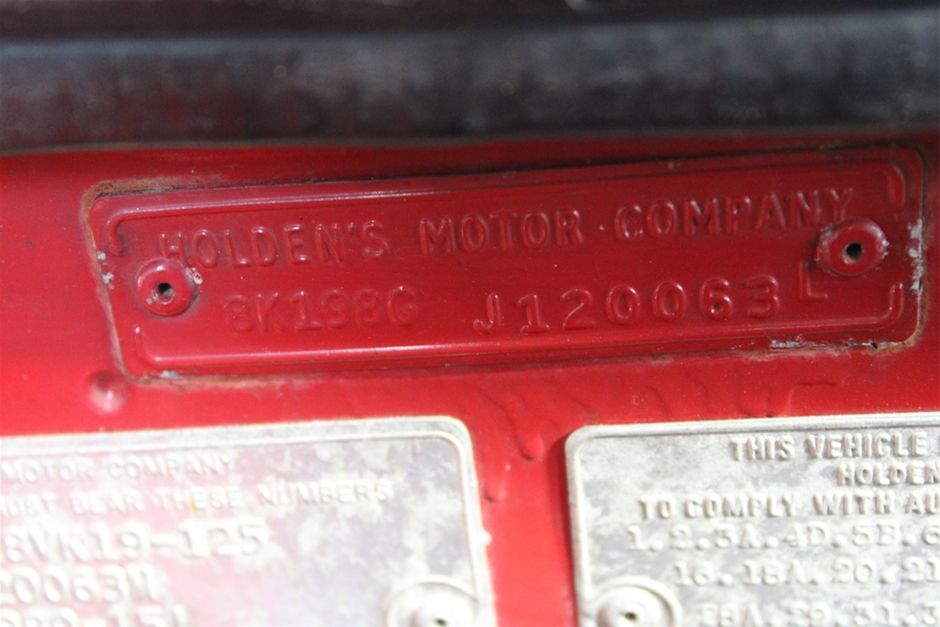 HOLDEN'S MOTOR COMPANY
8K198G J120063 L
MOTOR COMPANY
MUST BEAR THESE NUMBERS
8VK19-125
20063M
THIS VEHICLE
HOLDEN
TO COMPLY WITH AU
1.2.3A.4D.5B.6
16.18A.20.21